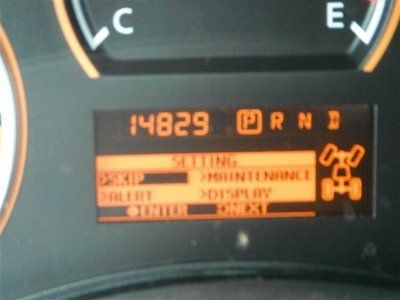 C E
14829 P R N D
SETTING
>SKIP >MAINTENANCE
>ALERT >DISPLAY
ENTER NEXT